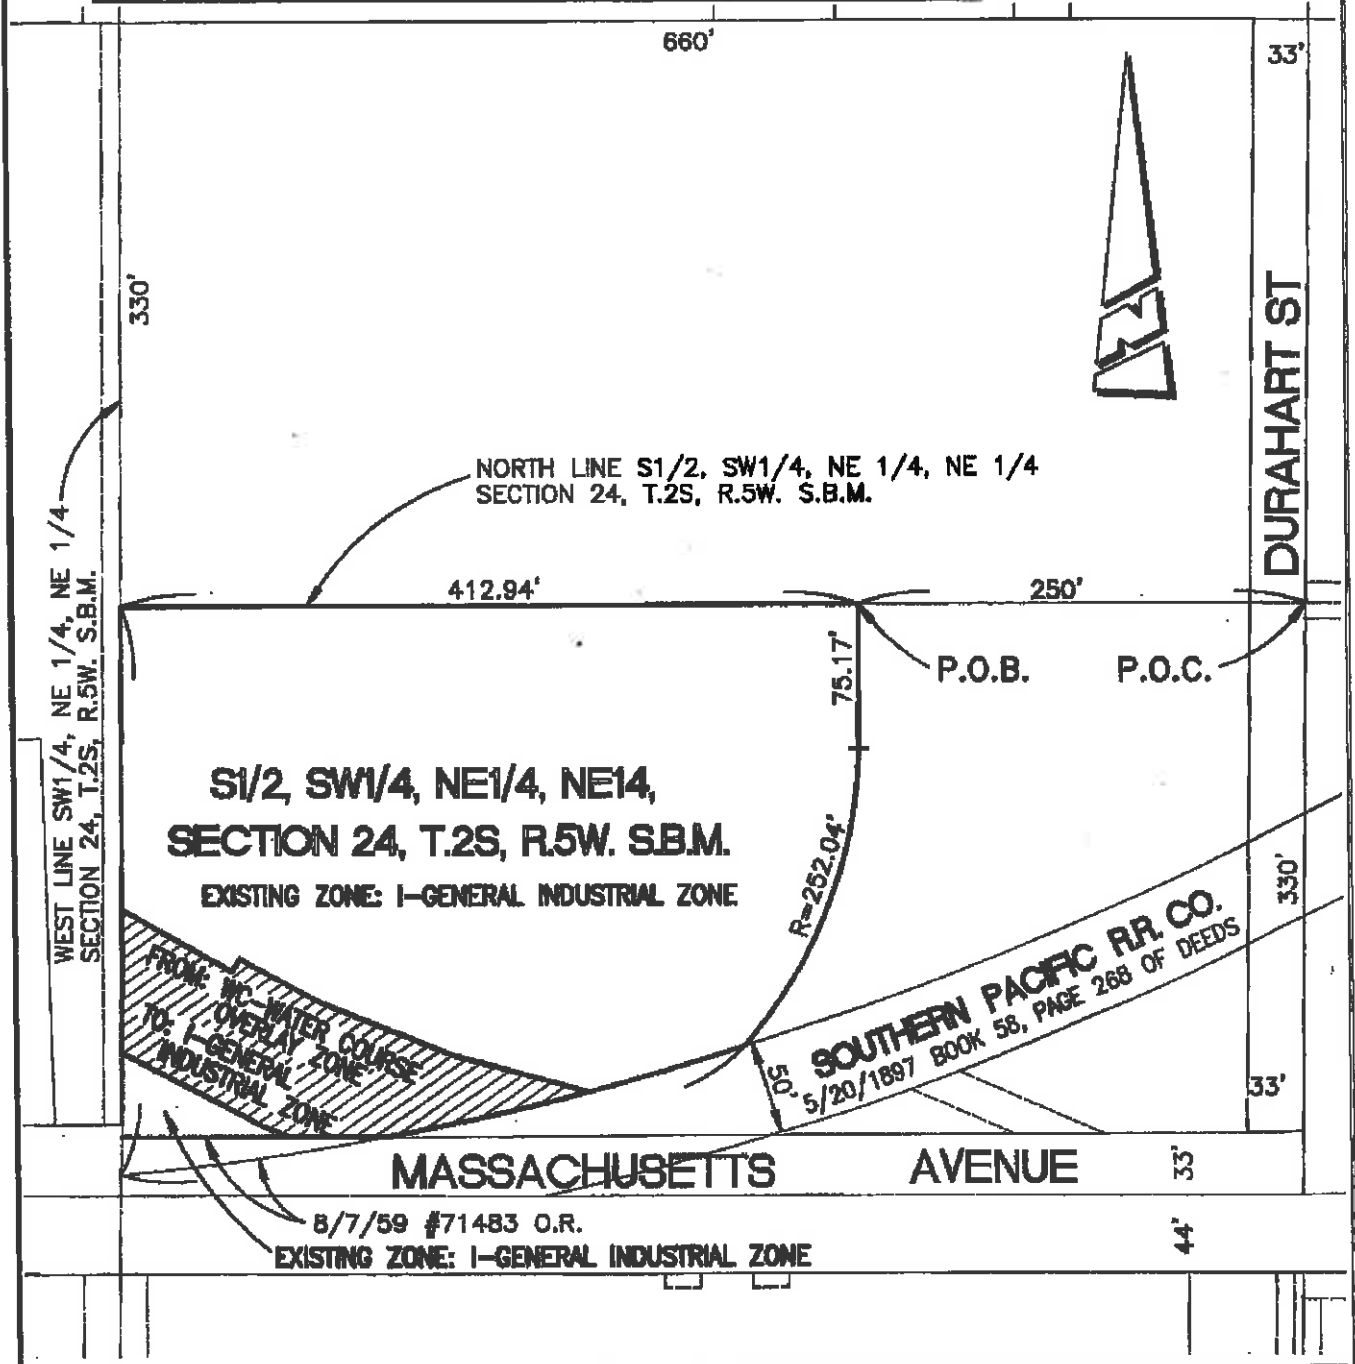 660'
33'
330'
DURAHART ST
NORTH LINE S1/2, SW1/4, NE 1/4, NE 1/4
SECTION 24, T.2S, R.5W. S.B.M.
WEST LINE SW1/4, NE 1/4, NE 1/4
SECTION 24, T.2S, R.5W. S.B.M.
412.94'
250'
P.O.B.
P.O.C.
75.17'
S1/2, SW1/4, NE1/4, NE14,
SECTION 24, T.2S, R.5W. S.B.M.
EXISTING ZONE: I-GENERAL INDUSTRIAL ZONE
R=252.04'
330'
SOUTHERN PACIFIC R.R. CO.
5/20/1897 BOOK 58, PAGE 268 OF DEEDS
FROM: WC-WATER COURSE
OVERLAY ZONE
TO: I-GENERAL
INDUSTRIAL ZONE
50'
33'
MASSACHUSETTS AVENUE
33'
8/7/59 #71483 O.R.
44'
EXISTING ZONE: I-GENERAL INDUSTRIAL ZONE